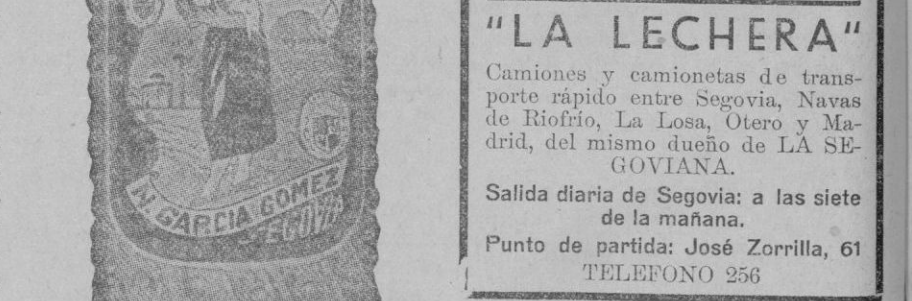 N. GARCIA GOMEZ
SEGOVIA
"LA LECHERA"
Camiones y camionetas de trans-
porte rápido entre Segovia, Navas
de Riofrío, La Losa, Otero y Ma-
drid, del mismo dueño de LA SE-
GOVIANA.
Salida diaria de Segovia: a las siete
de la mañana.
Punto de partida: José Zorrilla, 61
TELEFONO 256